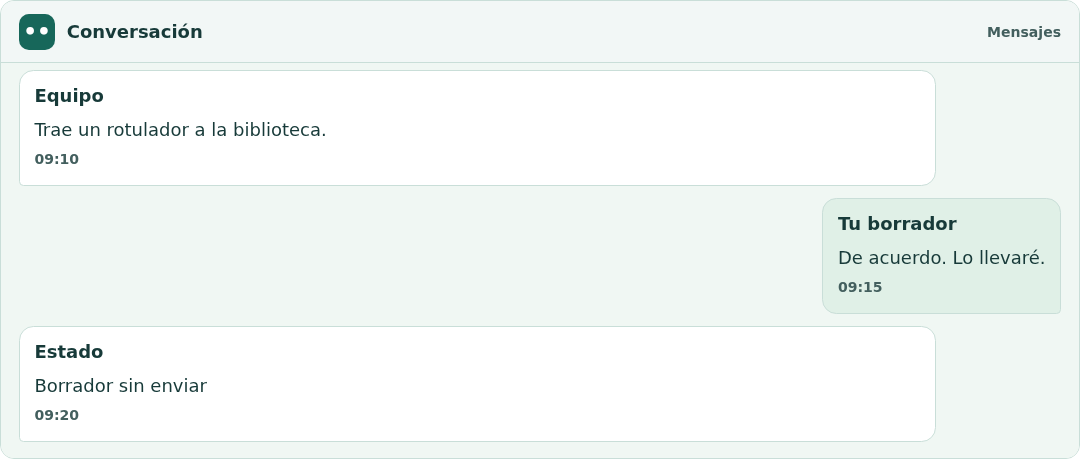 Conversación
Mensajes
Equipo
Trae un rotulador a la biblioteca.
09:10
Tu borrador
De acuerdo. Lo llevaré.
09:15
Estado
Borrador sin enviar
09:20